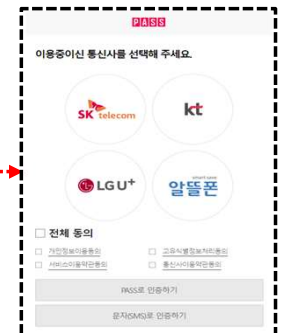 PASS
이용중이신 통신사를 선택해 주세요.
SK telecom
kt
LG U+
smart save
알뜰폰
전체 동의
개인정보이용동의
고유식별정보처리동의
서비스이용약관동의
통신사이용약관동의
PASS로 인증하기
문자(SMS)로 인증하기